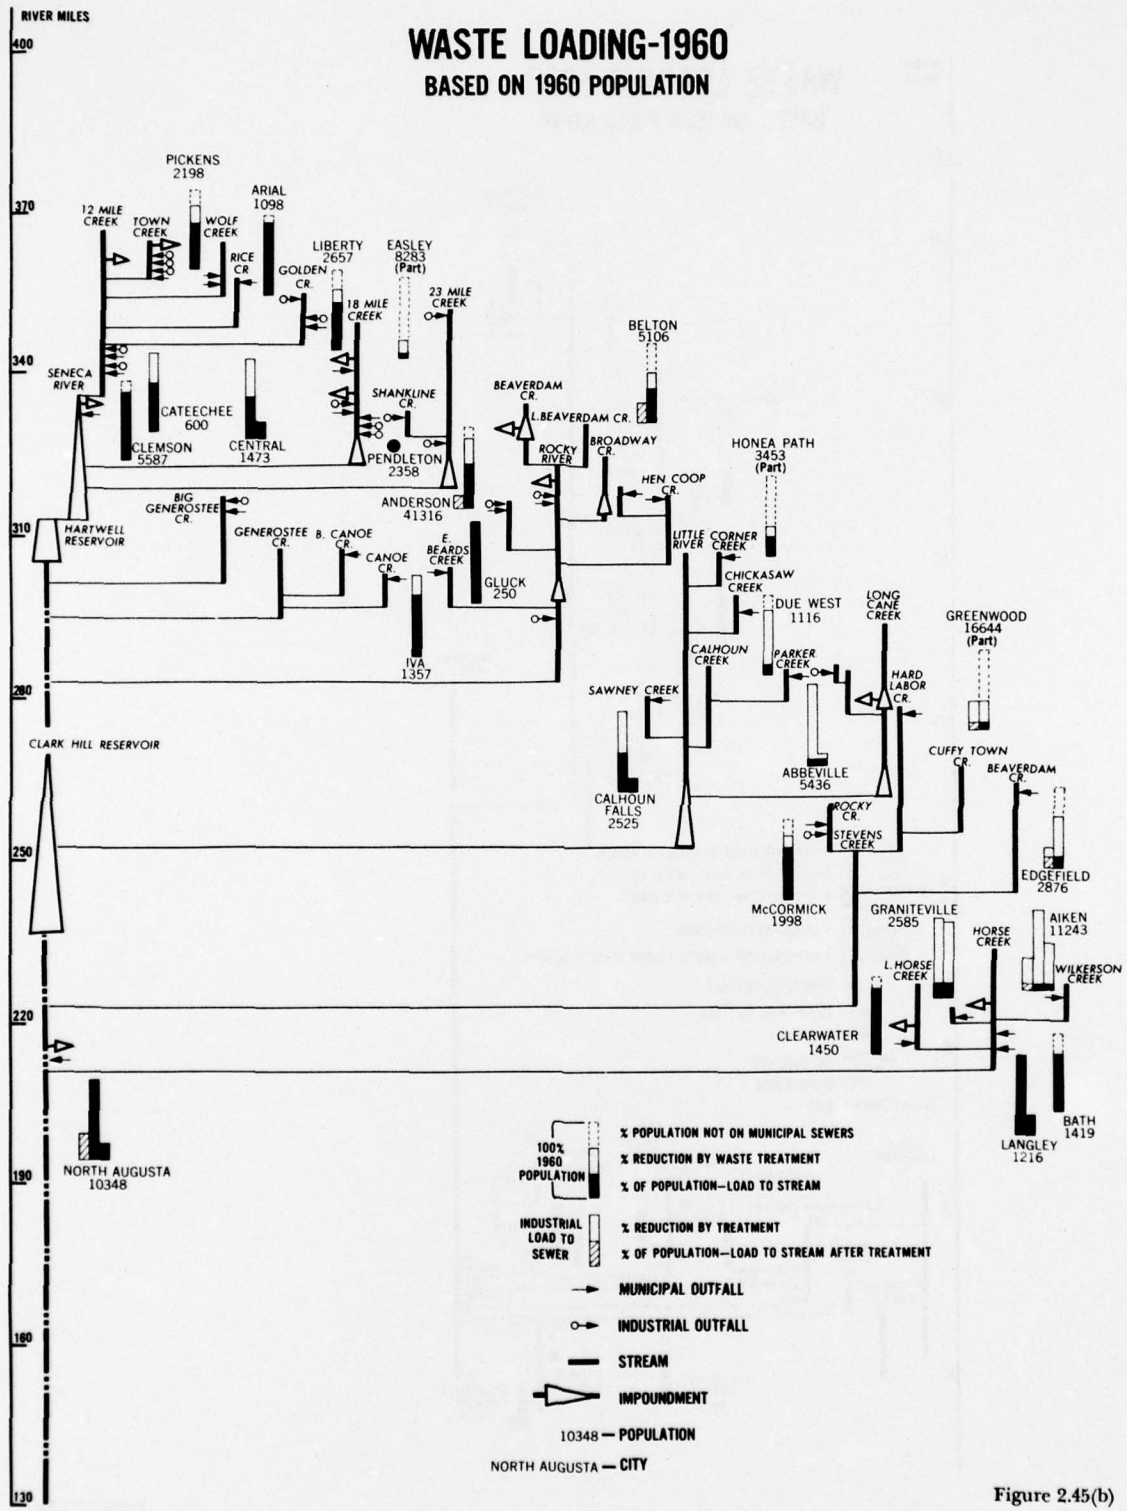 RIVER MILES
WASTE LOADING-1960
BASED ON 1960 POPULATION
400
370
340
310
280
250
220
190
160
130
PICKENS
2198
ARIAL
1098
12 MILE
CREEK
TOWN
CREEK
WOLF
CREEK
RICE
CR
GOLDEN
CR.
LIBERTY
2657
EASLEY
8283
(Part)
18 MILE
CREEK
23 MILE
CREEK
BELTON
5106
SENECA
RIVER
CATEECHEE
600
CLEMSON
5587
CENTRAL
1473
SHANKLINE
CR.
PENDLETON
2358
BEAVERDAM
CR.
L.BEAVERDAM CR.
BROADWAY
CR.
ROCKY
RIVER
HONEA PATH
3453
(Part)
HEN COOP
CR.
ANDERSON
41316
BIG
GENEROSTEE
CR.
HARTWELL
RESERVOIR
GENEROSTEE
CR.
B. CANOE
CR.
CANOE
CR.
E.
BEARDS
CREEK
GLUCK
250
LITTLE
RIVER
CORNER
CREEK
CHICKASAW
CREEK
DUE WEST
1116
LONG
CANE
CREEK
GREENWOOD
16644
(Part)
IVA
1357
CALHOUN
CREEK
PARKER
CREEK
HARD
LABOR
CR.
SAWNEY CREEK
CLARK HILL RESERVOIR
CUFFY TOWN
CR.
BEAVERDAM
CR.
ABBEVILLE
5436
CALHOUN
FALLS
2525
ROCKY
CR.
STEVENS
CREEK
EDGEFIELD
2876
McCORMICK
1998
GRANITEVILLE
2585
AIKEN
11243
HORSE
CREEK
L.HORSE
CREEK
WILKERSON
CREEK
CLEARWATER
1450
BATH
1419
LANGLEY
1216
NORTH AUGUSTA
10348
100%
1960
POPULATION
% POPULATION NOT ON MUNICIPAL SEWERS
% REDUCTION BY WASTE TREATMENT
% OF POPULATION—LOAD TO STREAM
INDUSTRIAL
LOAD TO
SEWER
% REDUCTION BY TREATMENT
% OF POPULATION—LOAD TO STREAM AFTER TREATMENT
MUNICIPAL OUTFALL
INDUSTRIAL OUTFALL
STREAM
IMPOUNDMENT
10348 — POPULATION
NORTH AUGUSTA — CITY
Figure 2.45(b)